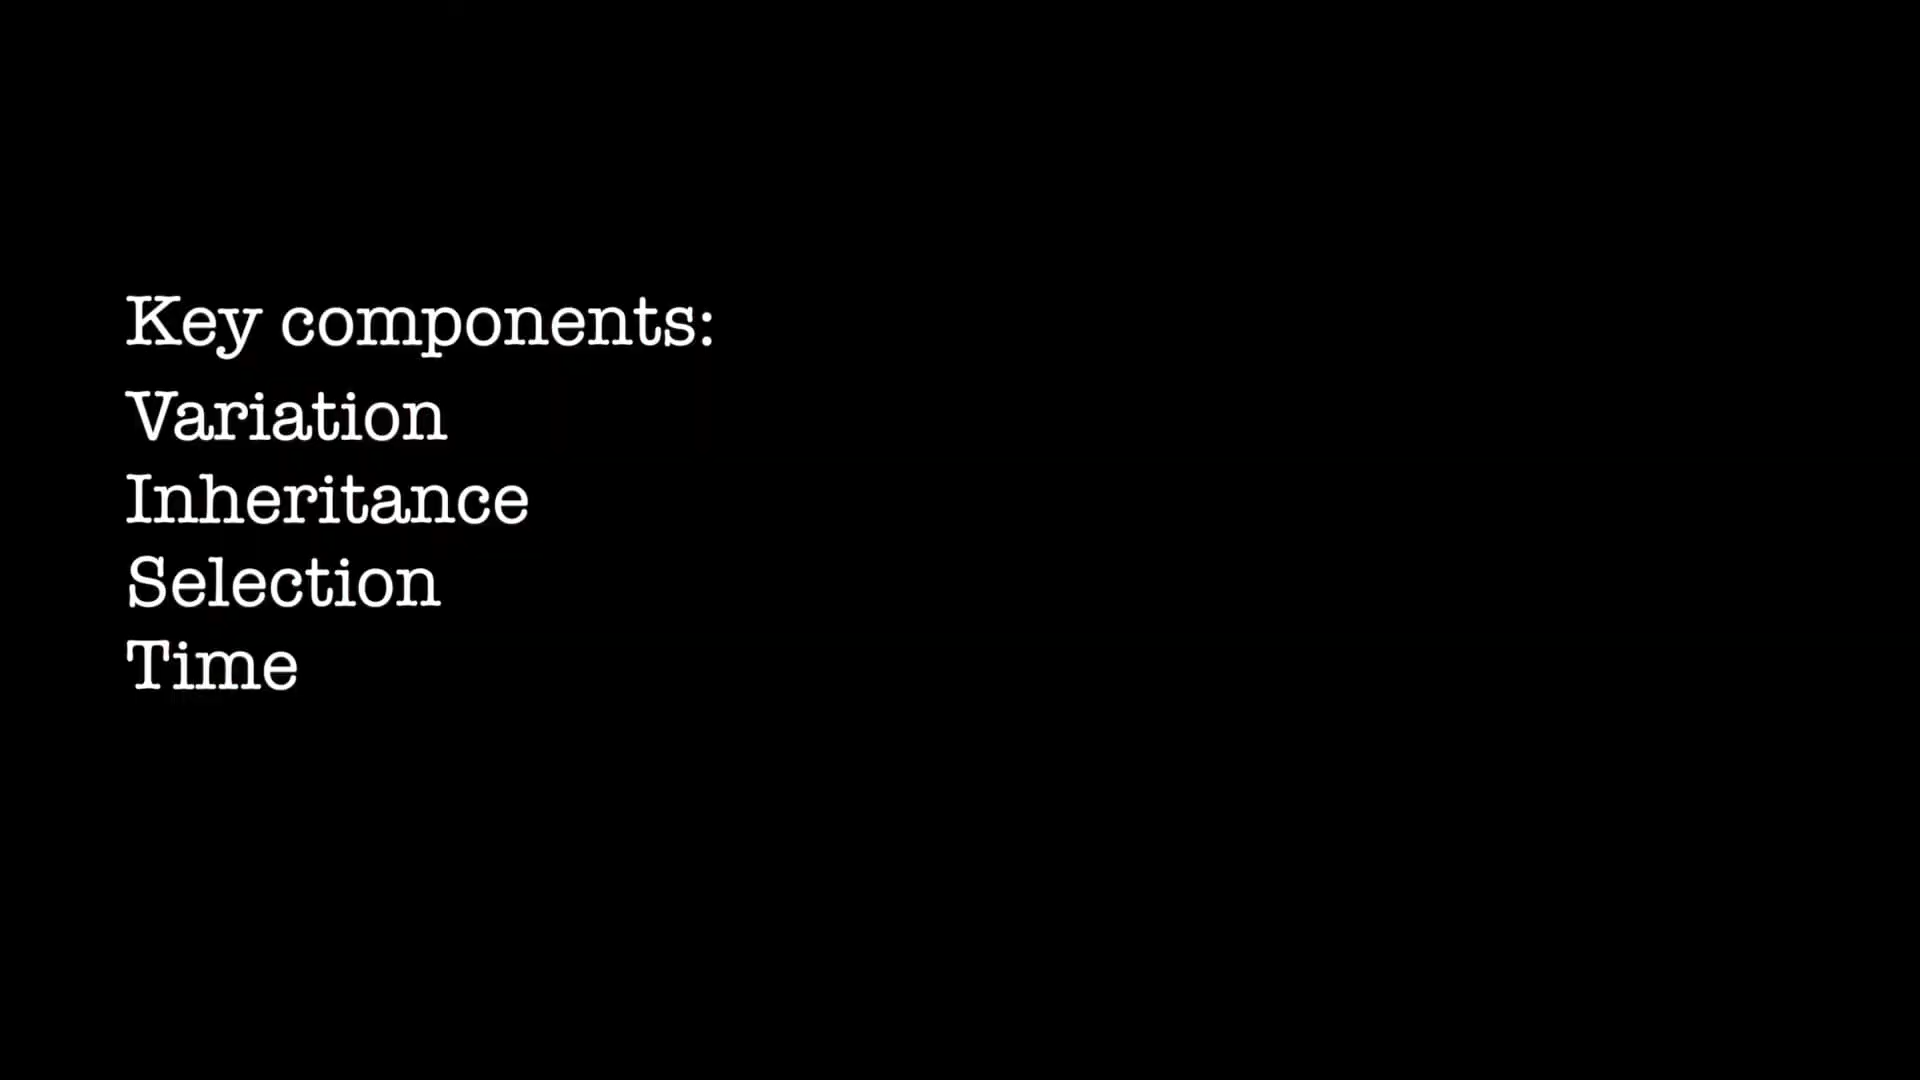 Key components:
Variation
Inheritance
Selection
Time